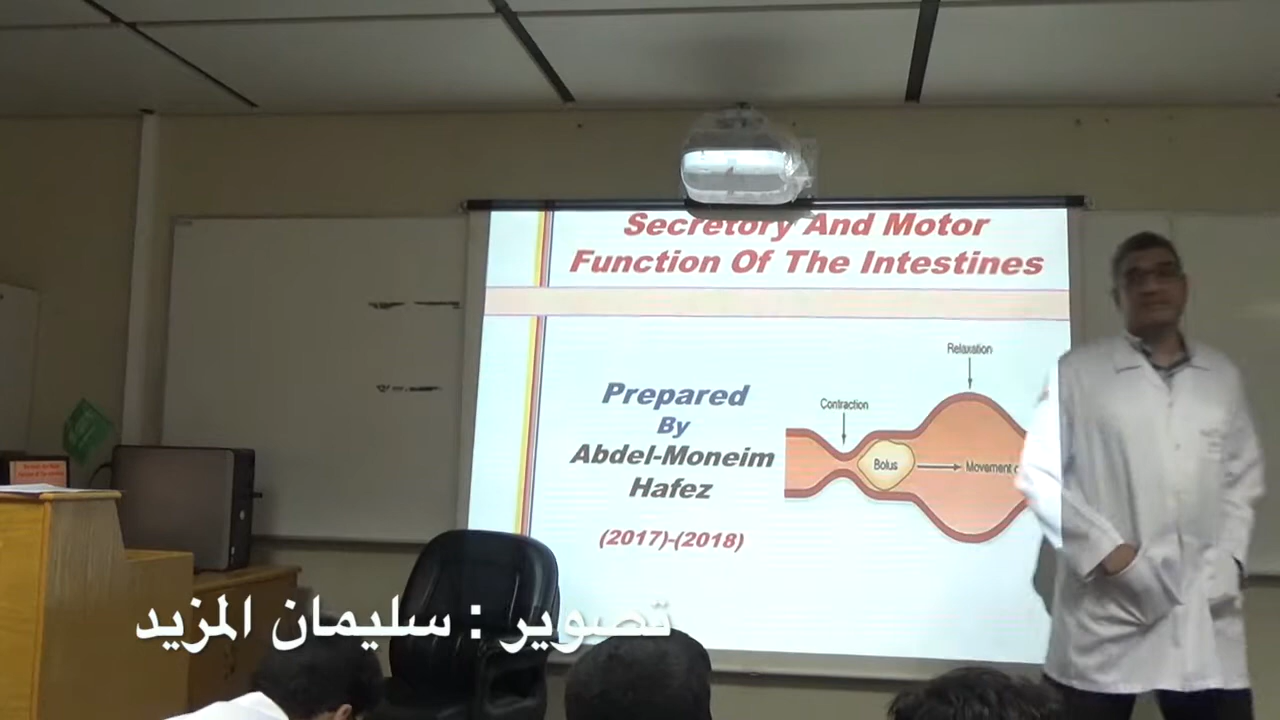 Secretory And Motor
Function Of The Intestines
Relaxation
Contraction
Prepared
By
Abdel-Moneim
Hafez
Bolus
Movement
(2017)-(2018)
تصوير : سليمان المزيد